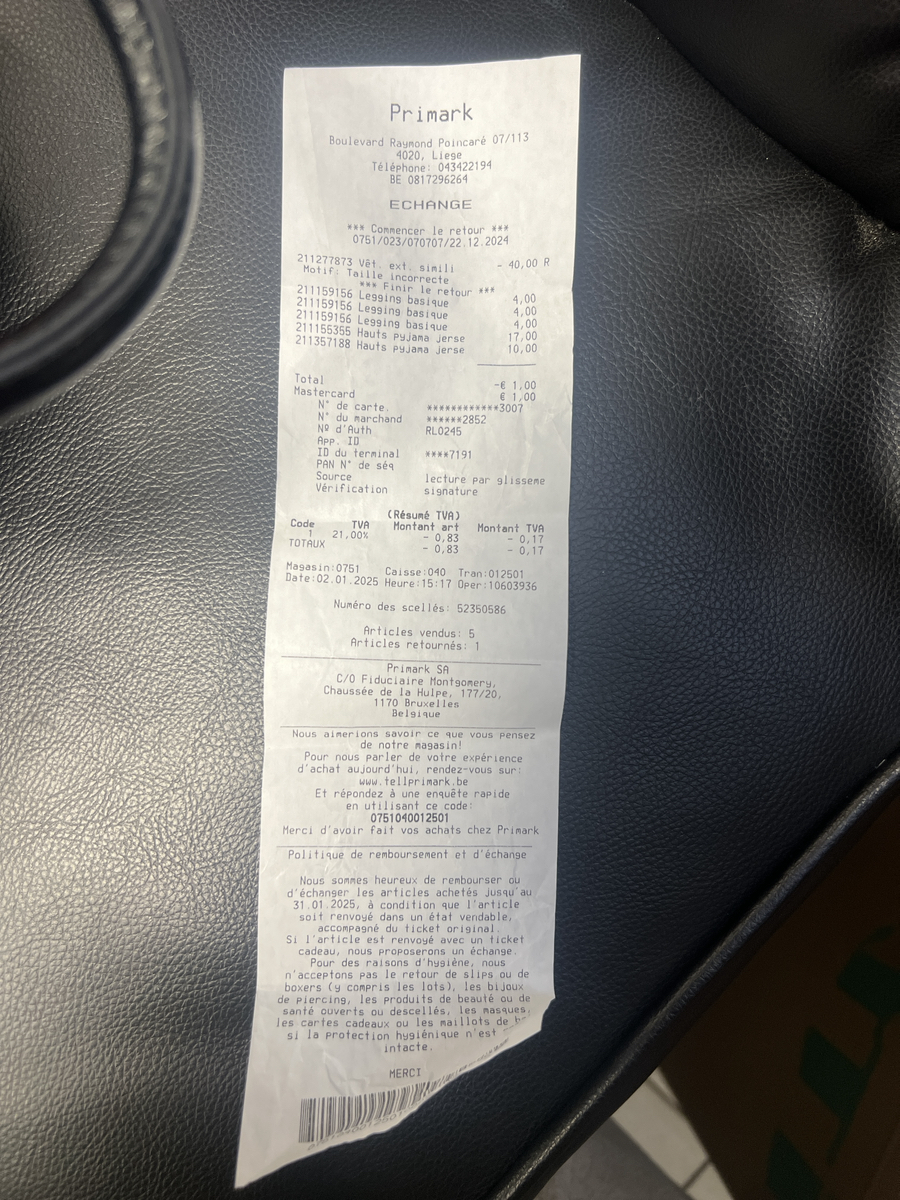 Primark
Boulevard Raymond Poincaré 07/113
4020, Liege
Téléphone: 043422194
BE 0817296264
ECHANGE
*** Commencer le retour ***
0751/023/070707/22.12.2024
211277873 Vêt. ext. simili - 40,00 R
Motif: Taille incorrecte
*** Finir le retour ***
211159156 Legging basique 4,00
211159156 Legging basique 4,00
211159156 Legging basique 4,00
211155355 Hauts pyjama jerse 17,00
211357188 Hauts pyjama jerse 10,00
Total -€ 1,00
Mastercard € 1,00
N° de carte. ************3007
N° du marchand ******2852
Nº d'Auth RL0245
App. ID
ID du terminal ****7191
PAN N° de séq
Source lecture par glisseme
Vérification signature
(Résumé TVA)
Code TVA Montant art Montant TVA
1 21,00% - 0,83 - 0,17
TOTAUX - 0,83 - 0,17
Magasin:0751 Caisse:040 Tran:012501
Date:02.01.2025 Heure:15:17 Oper:10603936
Numéro des scellés: 52350586
Articles vendus: 5
Articles retournés: 1
Primark SA
C/O Fiduciaire Montgomery,
Chaussée de la Hulpe, 177/20,
1170 Bruxelles
Belgique
Nous aimerions savoir ce que vous pensez
de notre magasin!
Pour nous parler de votre expérience
d'achat aujourd'hui, rendez-vous sur:
www.tellprimark.be
Et répondez à une enquête rapide
en utilisant ce code:
0751040012501
Merci d'avoir fait vos achats chez Primark
Politique de remboursement et d'échange
Nous sommes heureux de rembourser ou
d'échanger les articles achetés jusqu'au
31.01.2025, à condition que l'article
soit renvoyé dans un état vendable,
accompagné du ticket original.
Si l'article est renvoyé avec un ticket
cadeau, nous proposerons un échange.
Pour des raisons d'hygiène, nous
n'acceptons pas le retour de slips ou de
boxers (y compris les lots), les bijoux
de piercing, les produits de beauté ou de
santé ouverts ou descellés, les masques,
les cartes cadeaux ou les maillots de
si la protection hygiénique n'est
intacte.
MERCI